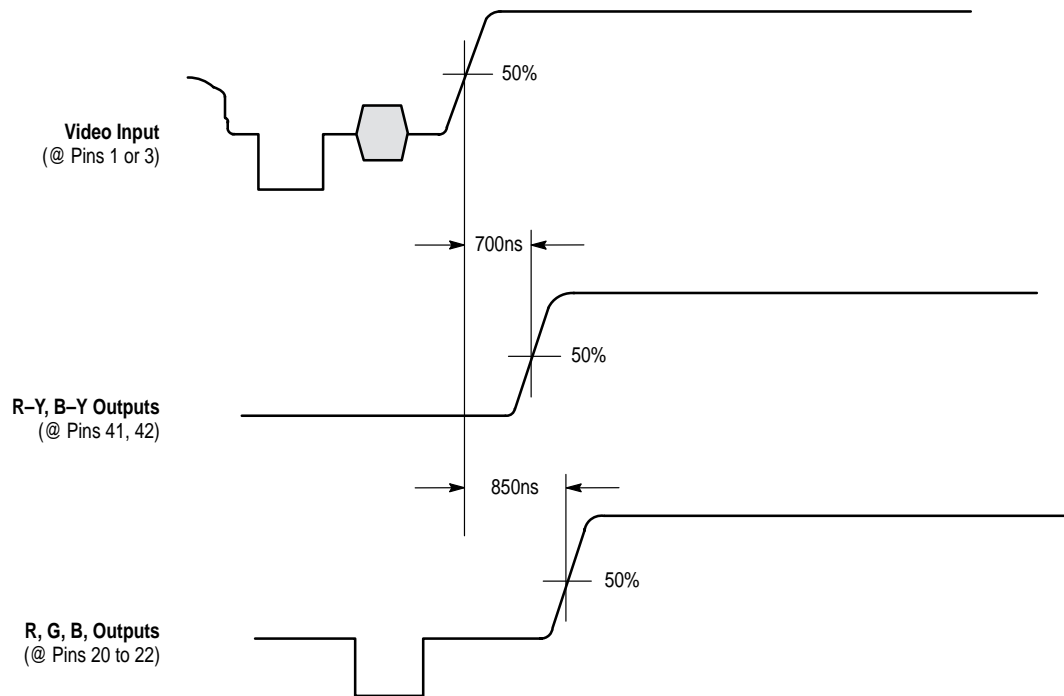 50%
Video Input
(@ Pins 1 or 3)
700ns
50%
R–Y, B–Y Outputs
(@ Pins 41, 42)
850ns
50%
R, G, B, Outputs
(@ Pins 20 to 22)